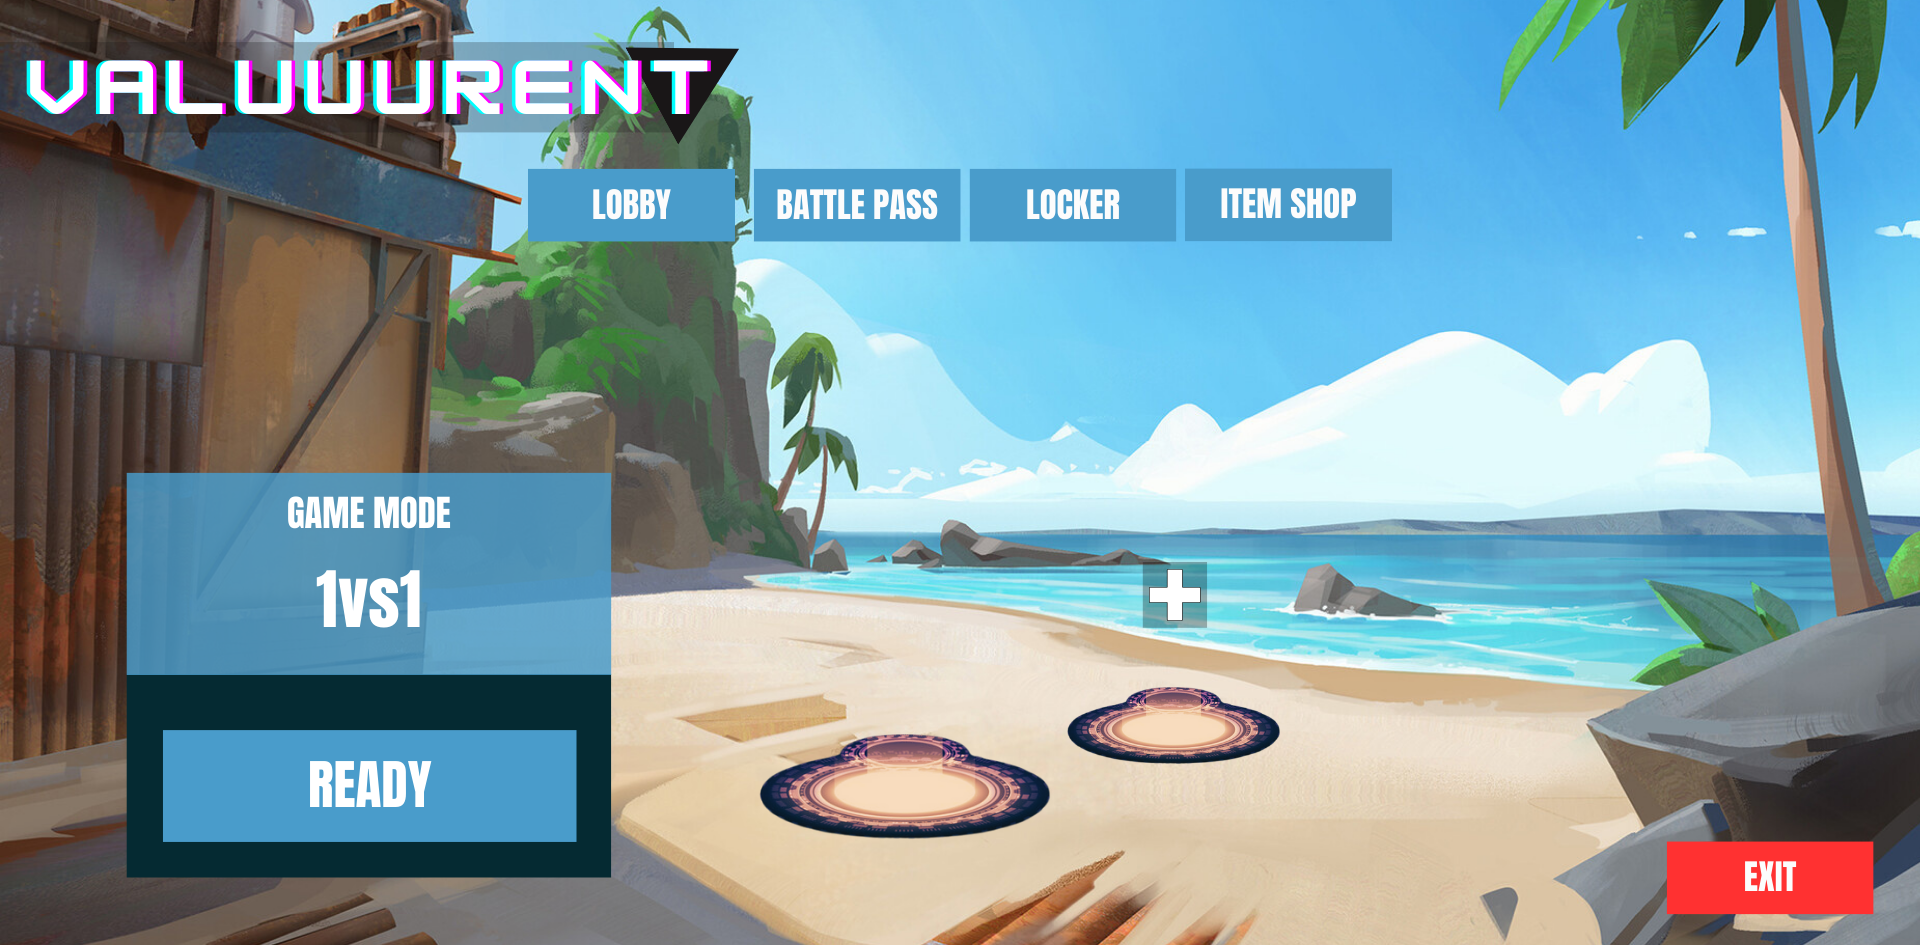 VALUUURENT
LOBBY
BATTLE PASS
LOCKER
ITEM SHOP
GAME MODE
1vs1
READY
EXIT